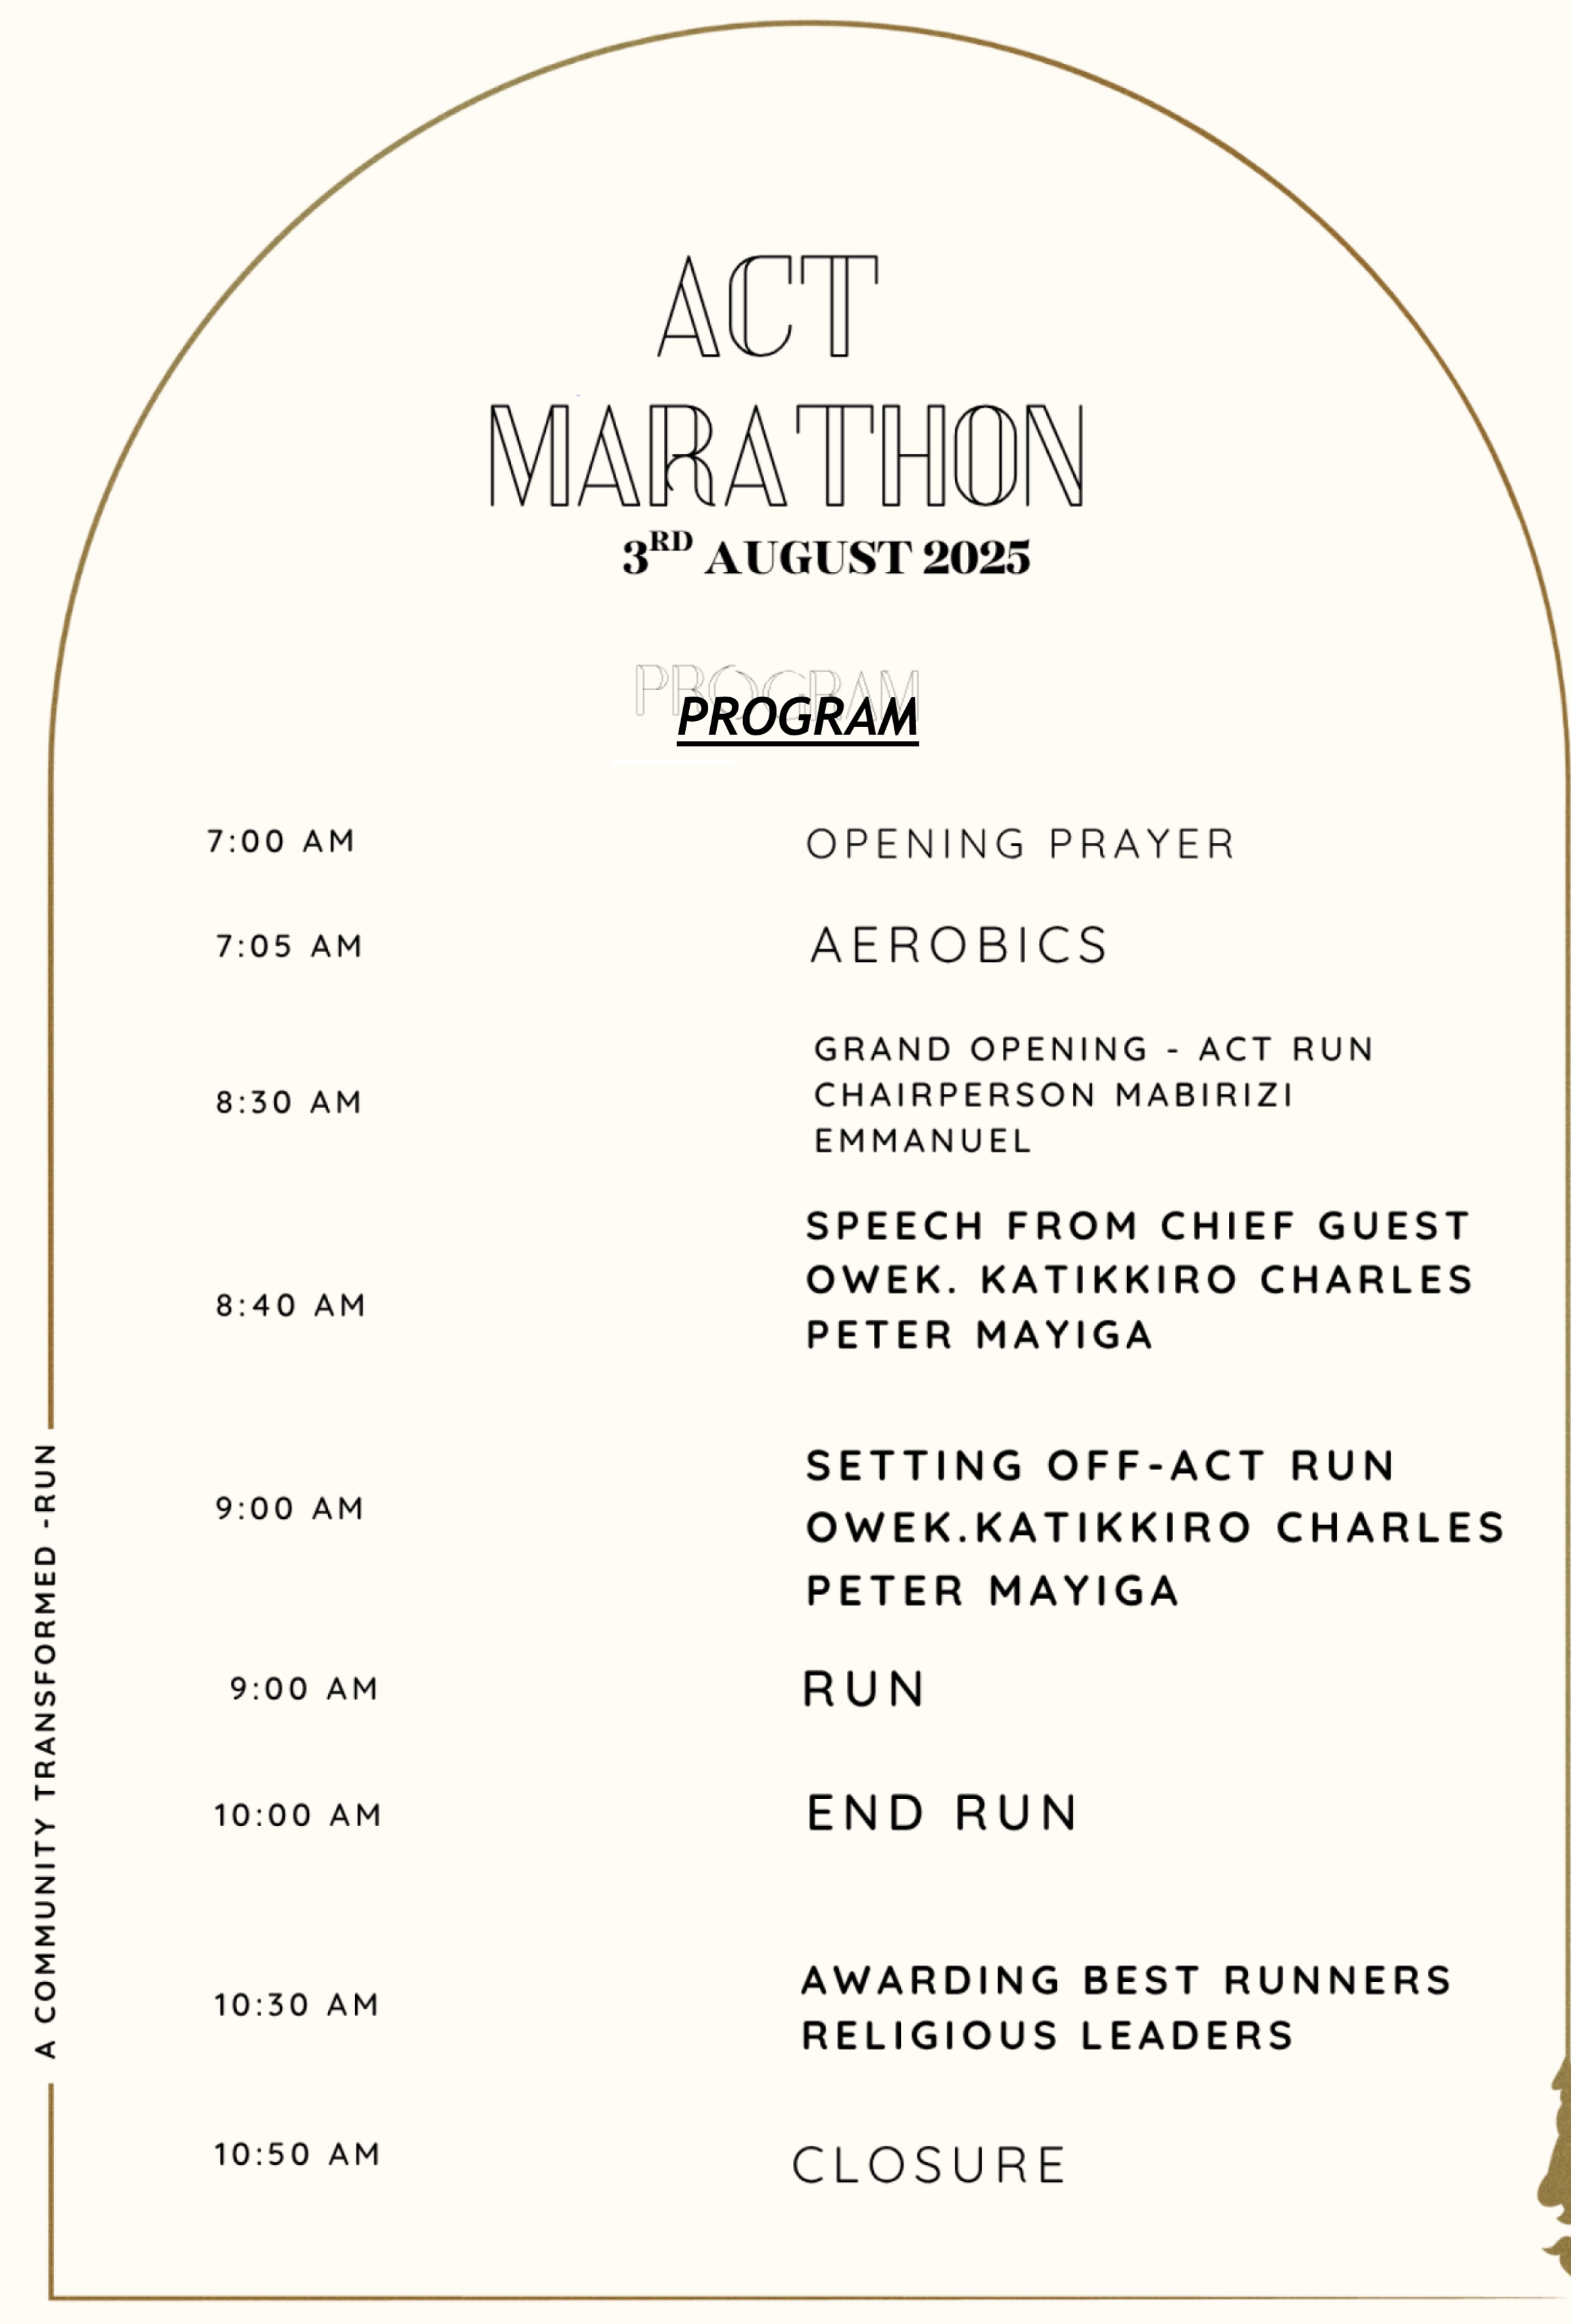 ACT
MARATHON
3RD AUGUST 2025
PROGRAM
PROGRAM
7:00 AM OPENING PRAYER
7:05 AM AEROBICS
8:30 AM GRAND OPENING - ACT RUN
CHAIRPERSON MABIRIZI
EMMANUEL
8:40 AM SPEECH FROM CHIEF GUEST
OWEK. KATIKKIRO CHARLES
PETER MAYIGA
9:00 AM SETTING OFF-ACT RUN
OWEK.KATIKKIRO CHARLES
PETER MAYIGA
9:00 AM RUN
10:00 AM END RUN
10:30 AM AWARDING BEST RUNNERS
RELIGIOUS LEADERS
10:50 AM CLOSURE
A COMMUNITY TRANSFORMED -RUN